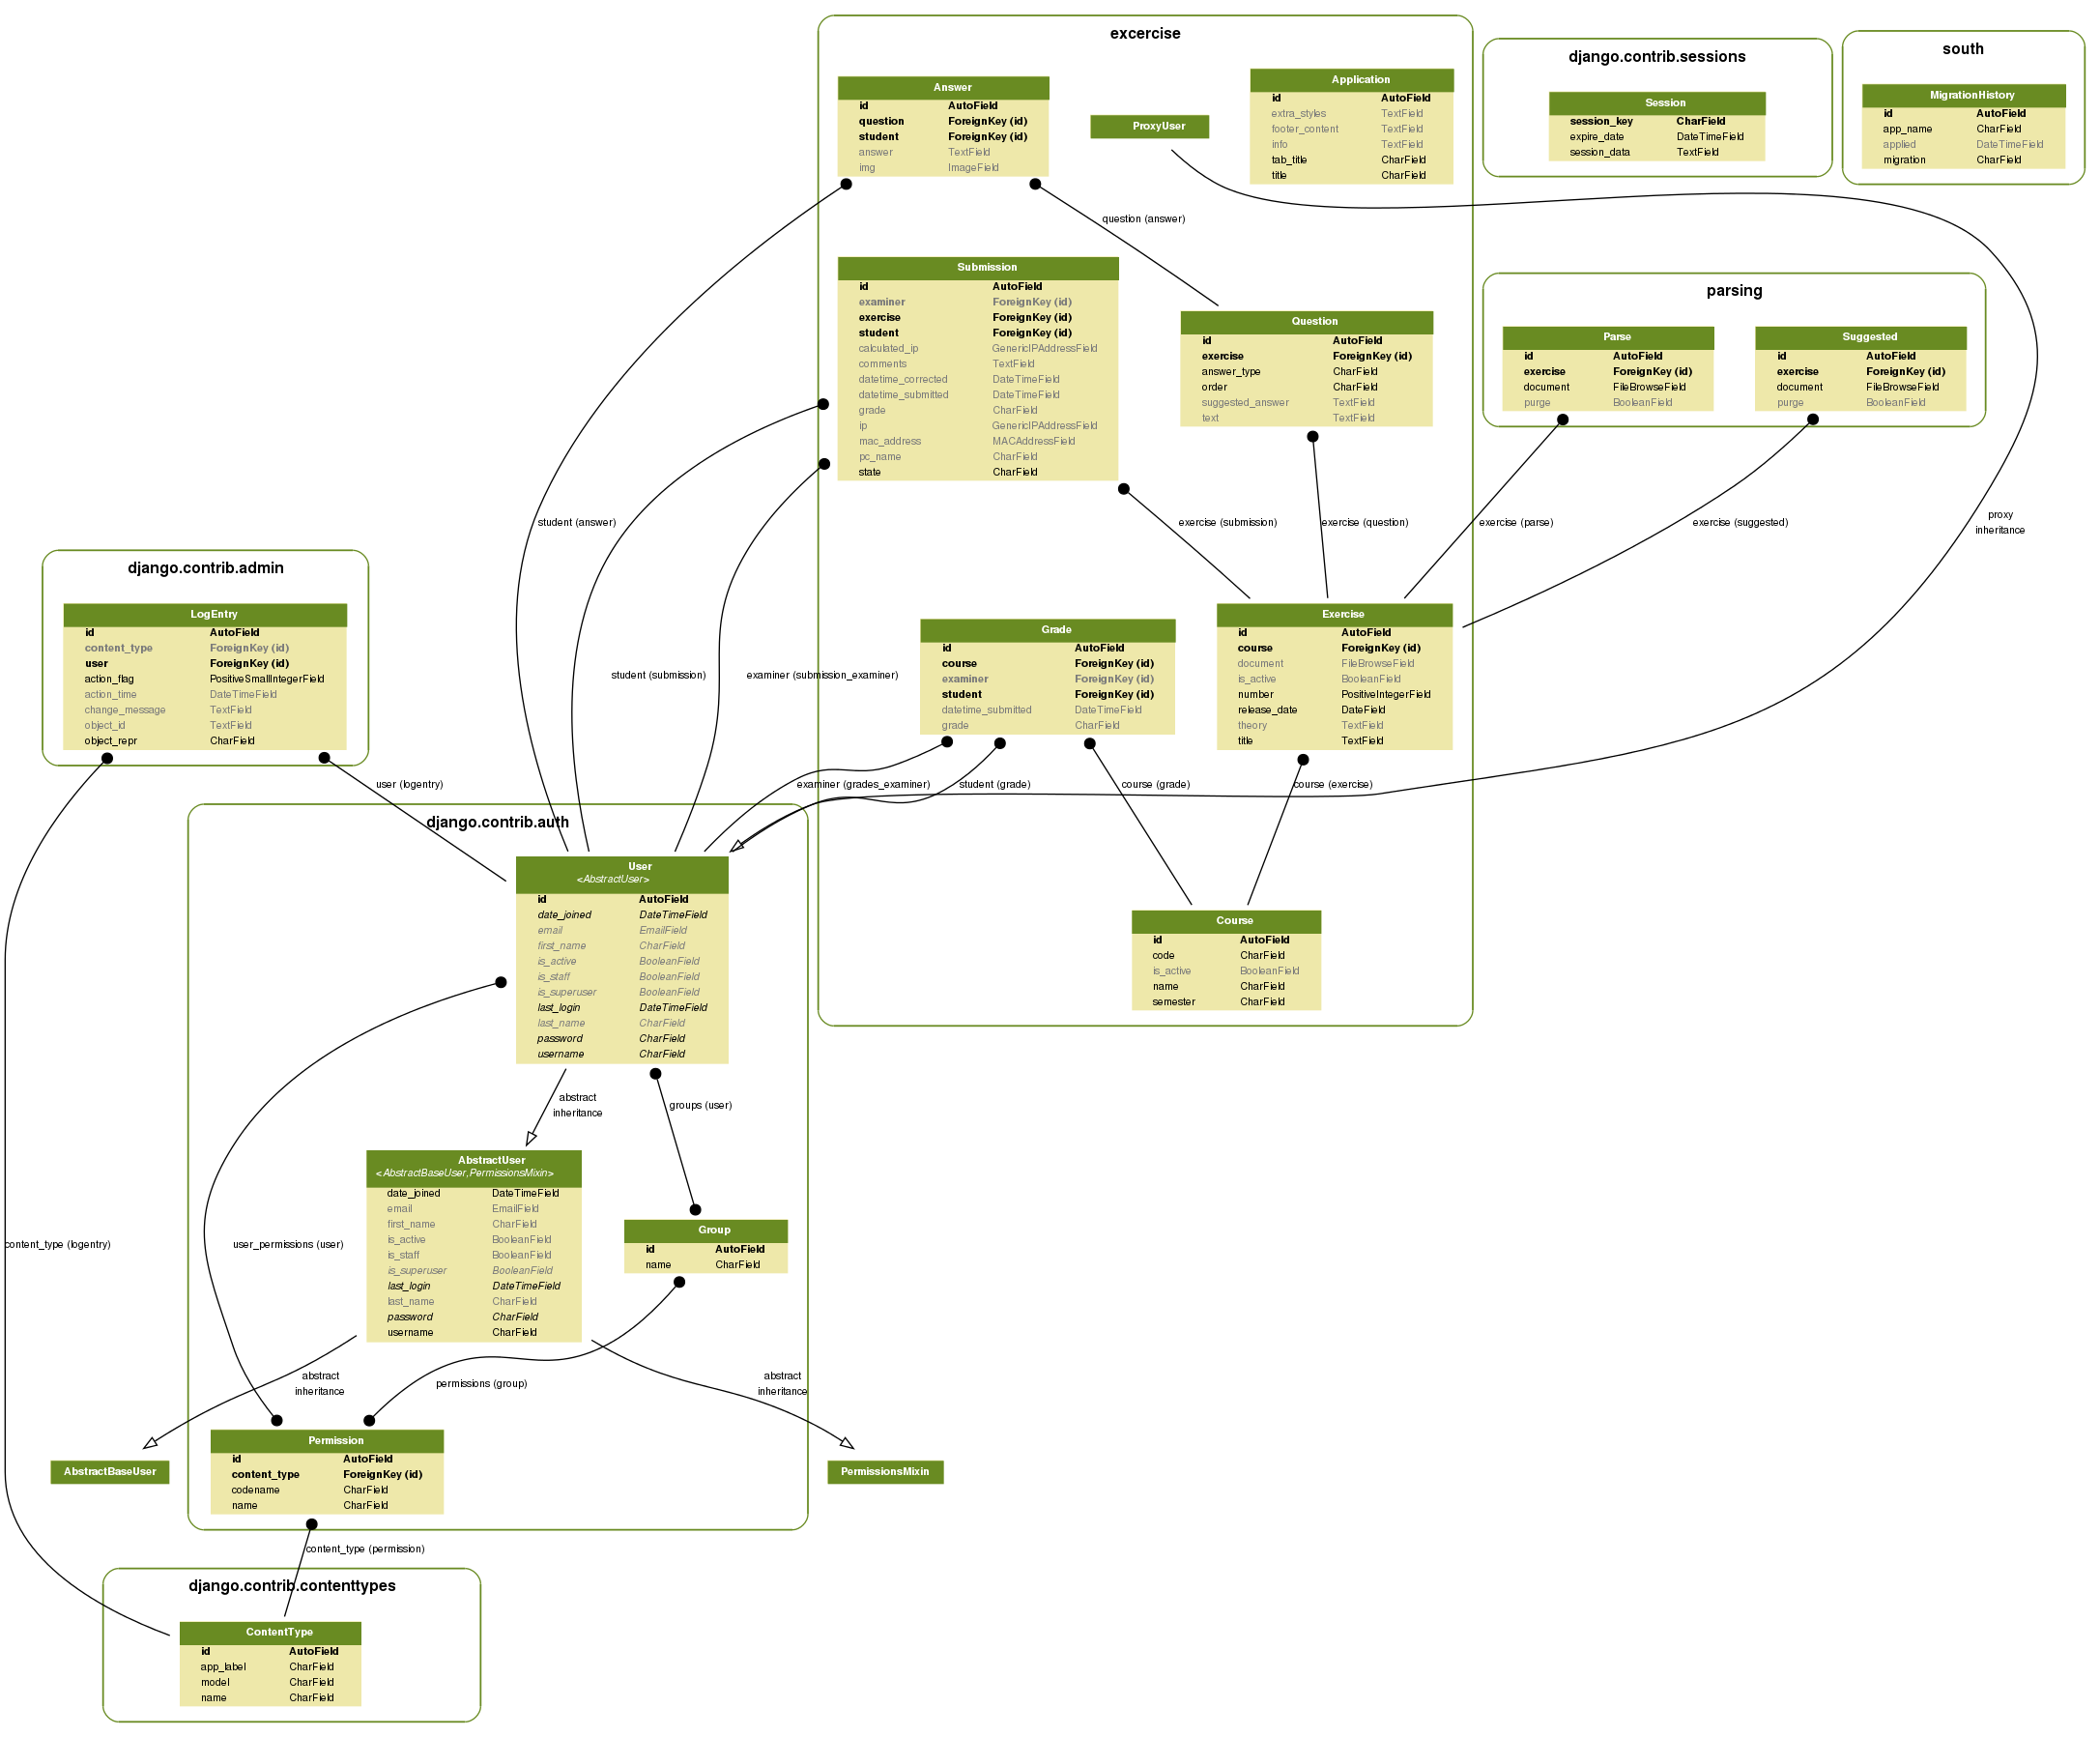 excercise
Answer
id AutoField
question ForeignKey (id)
student ForeignKey (id)
answer TextField
img ImageField
ProxyUser
Application
id AutoField
extra_styles TextField
footer_content TextField
info TextField
tab_title CharField
title CharField
django.contrib.sessions
Session
session_key CharField
expire_date DateTimeField
session_data TextField
south
MigrationHistory
id AutoField
app_name CharField
applied DateTimeField
migration CharField
question (answer)
Submission
id AutoField
examiner ForeignKey (id)
exercise ForeignKey (id)
student ForeignKey (id)
calculated_ip GenericIPAddressField
comments TextField
datetime_corrected DateTimeField
datetime_submitted DateTimeField
grade CharField
ip GenericIPAddressField
mac_address MACAddressField
pc_name CharField
state CharField
Question
id AutoField
exercise ForeignKey (id)
answer_type CharField
order CharField
suggested_answer TextField
text TextField
parsing
Parse
id AutoField
exercise ForeignKey (id)
document FileBrowseField
purge BooleanField
Suggested
id AutoField
exercise ForeignKey (id)
document FileBrowseField
purge BooleanField
student (answer)
exercise (submission)
exercise (question)
exercise (parse)
exercise (suggested)
proxy
inheritance
django.contrib.admin
LogEntry
id AutoField
content_type ForeignKey (id)
user ForeignKey (id)
action_flag PositiveSmallIntegerField
action_time DateTimeField
change_message TextField
object_id TextField
object_repr CharField
student (submission)
examiner (submission_examiner)
Grade
id AutoField
course ForeignKey (id)
examiner ForeignKey (id)
student ForeignKey (id)
datetime_submitted DateTimeField
grade CharField
Exercise
id AutoField
course ForeignKey (id)
document FileBrowseField
is_active BooleanField
number PositiveIntegerField
release_date DateField
theory TextField
title TextField
user (logentry)
examiner (grades_examiner)
student (grade)
course (grade)
course (exercise)
django.contrib.auth
User
<AbstractUser>
id AutoField
date_joined DateTimeField
email EmailField
first_name CharField
is_active BooleanField
is_staff BooleanField
is_superuser BooleanField
last_login DateTimeField
last_name CharField
password CharField
username CharField
Course
id AutoField
code CharField
is_active BooleanField
name CharField
semester CharField
abstract
inheritance
groups (user)
AbstractUser
<AbstractBaseUser,PermissionsMixin>
date_joined DateTimeField
email EmailField
first_name CharField
is_active BooleanField
is_staff BooleanField
is_superuser BooleanField
last_login DateTimeField
last_name CharField
password CharField
username CharField
Group
id AutoField
name CharField
content_type (logentry)
user_permissions (user)
abstract
inheritance
permissions (group)
abstract
inheritance
AbstractBaseUser
Permission
id AutoField
content_type ForeignKey (id)
codename CharField
name CharField
PermissionsMixin
content_type (permission)
django.contrib.contenttypes
ContentType
id AutoField
app_label CharField
model CharField
name CharField